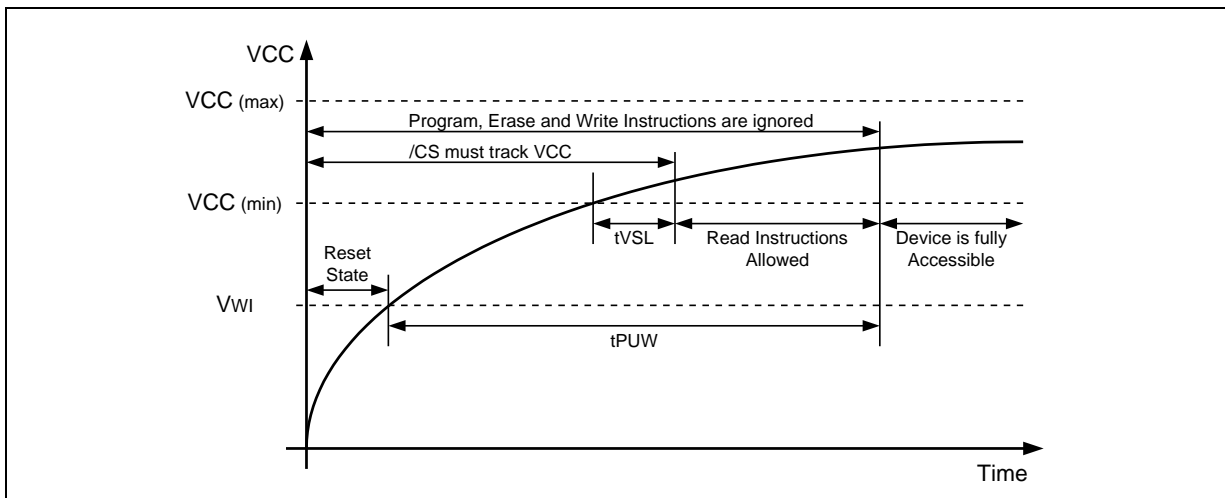 VCC
VCC (max)
Program, Erase and Write Instructions are ignored
/CS must track VCC
VCC (min)
tVSL
Read Instructions
Allowed
Device is fully
Accessible
Reset
State
VWI
tPUW
Time